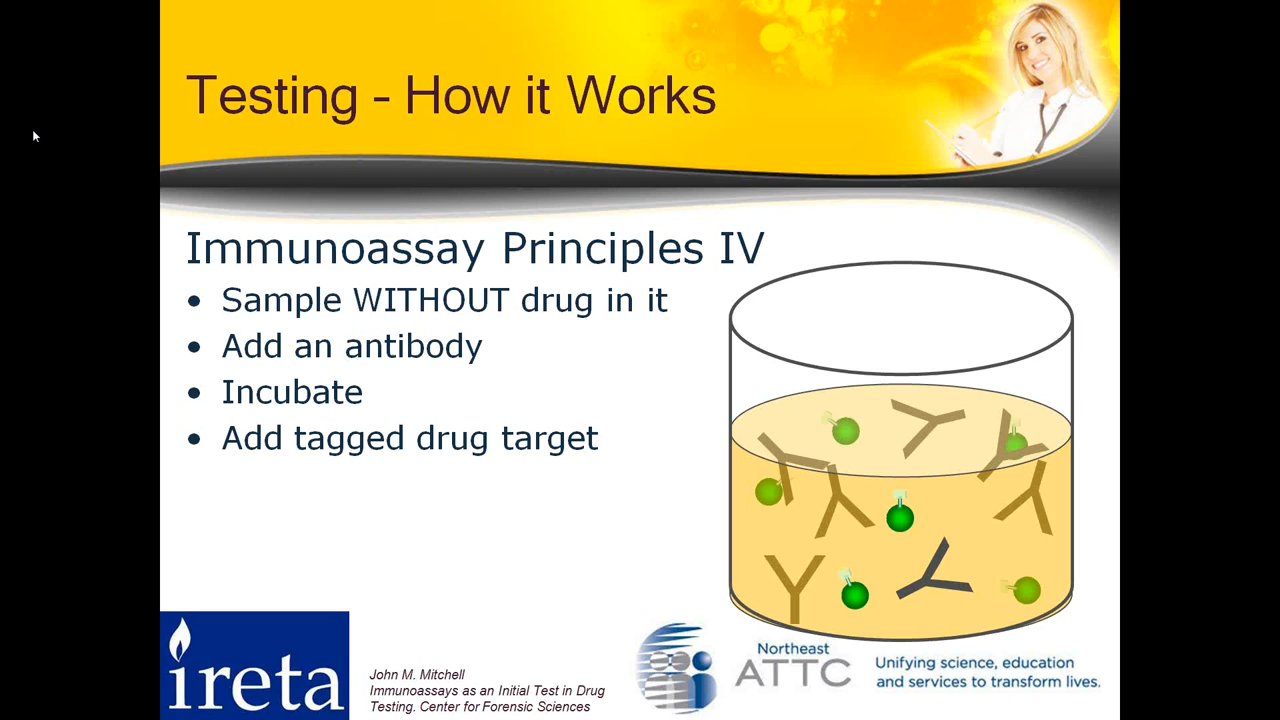 Testing - How it Works
Immunoassay Principles IV
• Sample WITHOUT drug in it
• Add an antibody
• Incubate
• Add tagged drug target
ireta
John M. Mitchell
Immunoassays as an Initial Test in Drug
Testing. Center for Forensic Sciences
Northeast
ATTC
Unifying science, education
and services to transform lives.